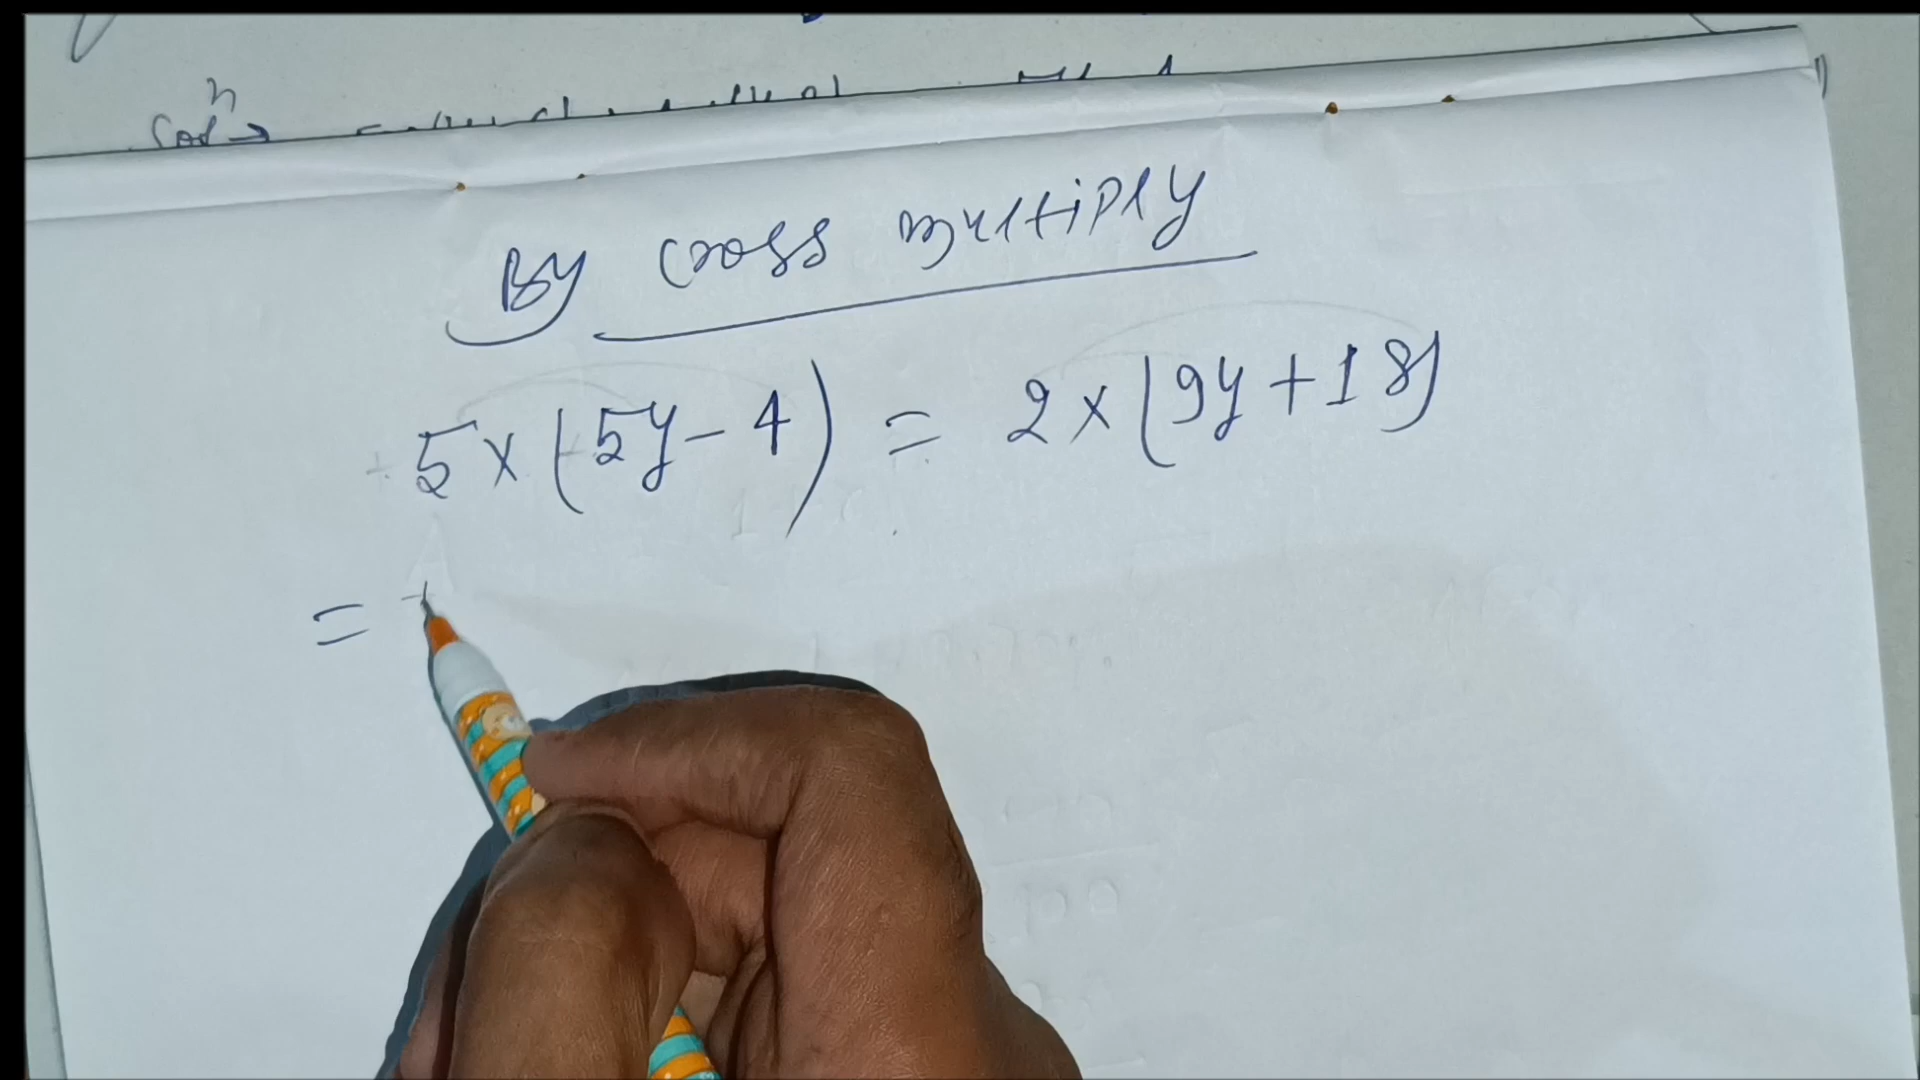 By cross multiply
5 × (5y - 4) = 2 × (9y + 18)
=